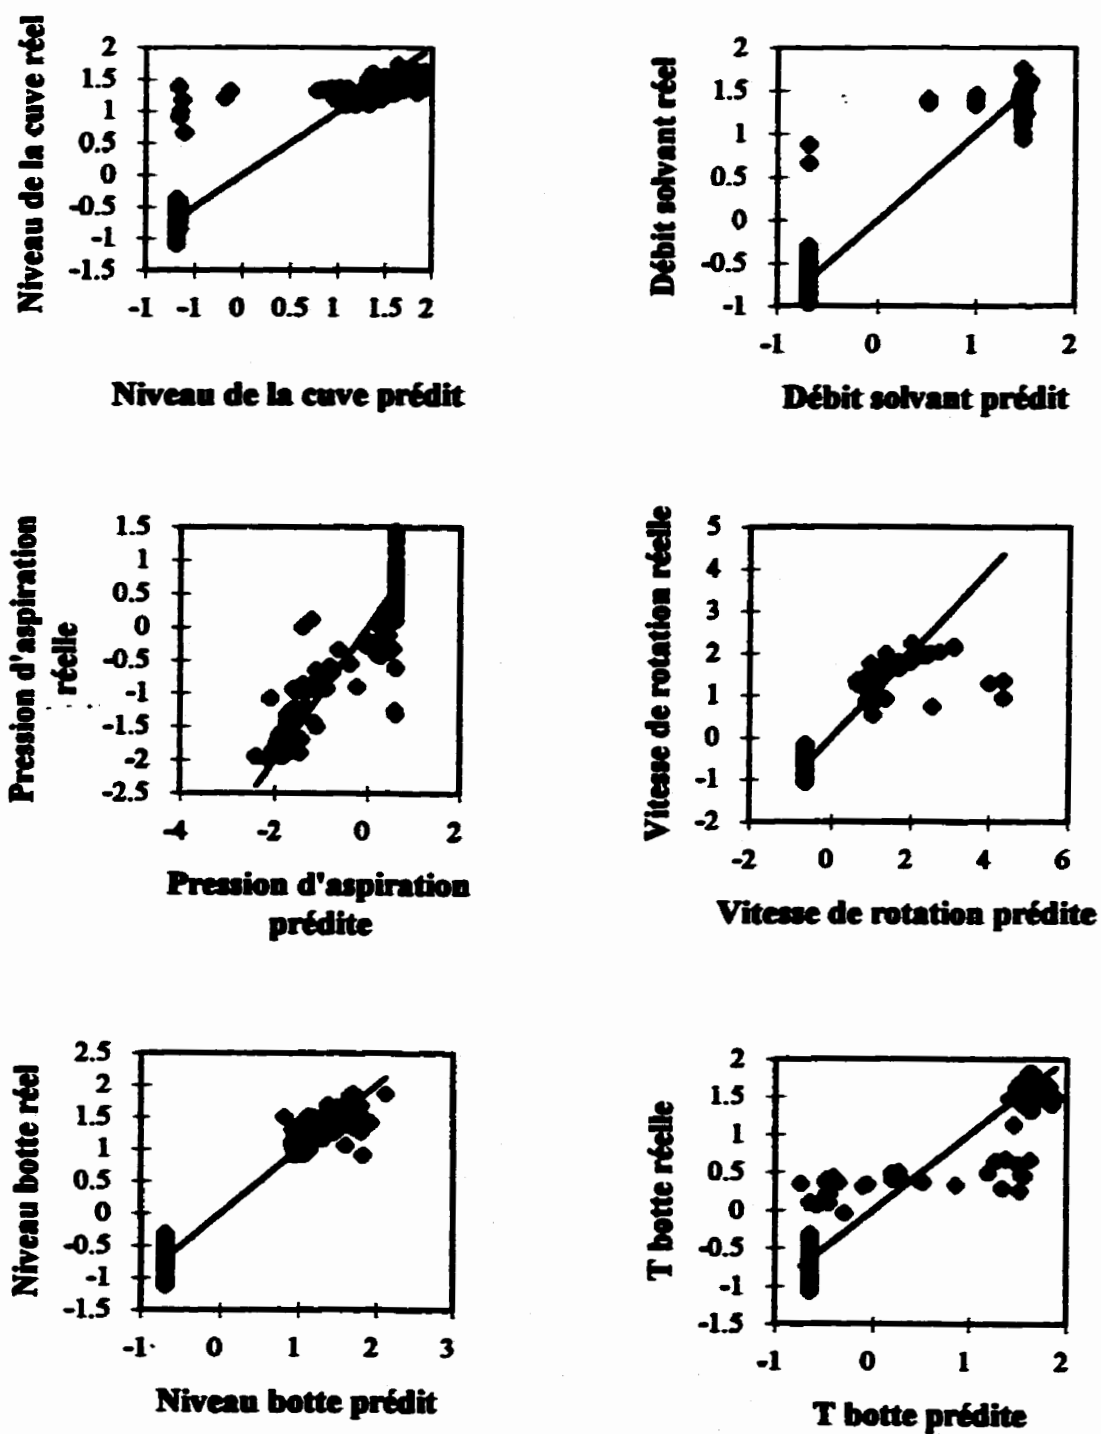 Niveau de la cuve réel
2
1.5
1
0.5
0
-0.5
-1
-1.5
-1 -1 0 0.5 1 1.5 2
Niveau de la cuve prédit
Débit solvant réel
2
1.5
1
0.5
0
-0.5
-1
-1 0 1 2
Débit solvant prédit
Pression d'aspiration
réelle
1.5
1
0.5
0
-0.5
-1
-1.5
-2
-2.5
-4 -2 0 2
Pression d'aspiration
prédite
Vitesse de rotation réelle
5
4
3
2
1
0
-1
-2
-2 0 2 4 6
Vitesse de rotation prédite
Niveau botte réel
2.5
2
1.5
1
0.5
0
-0.5
-1
-1.5
-1 0 1 2 3
Niveau botte prédit
T botte réelle
2
1.5
1
0.5
0
-0.5
-1
-1.5
-1 0 1 2
T botte prédite